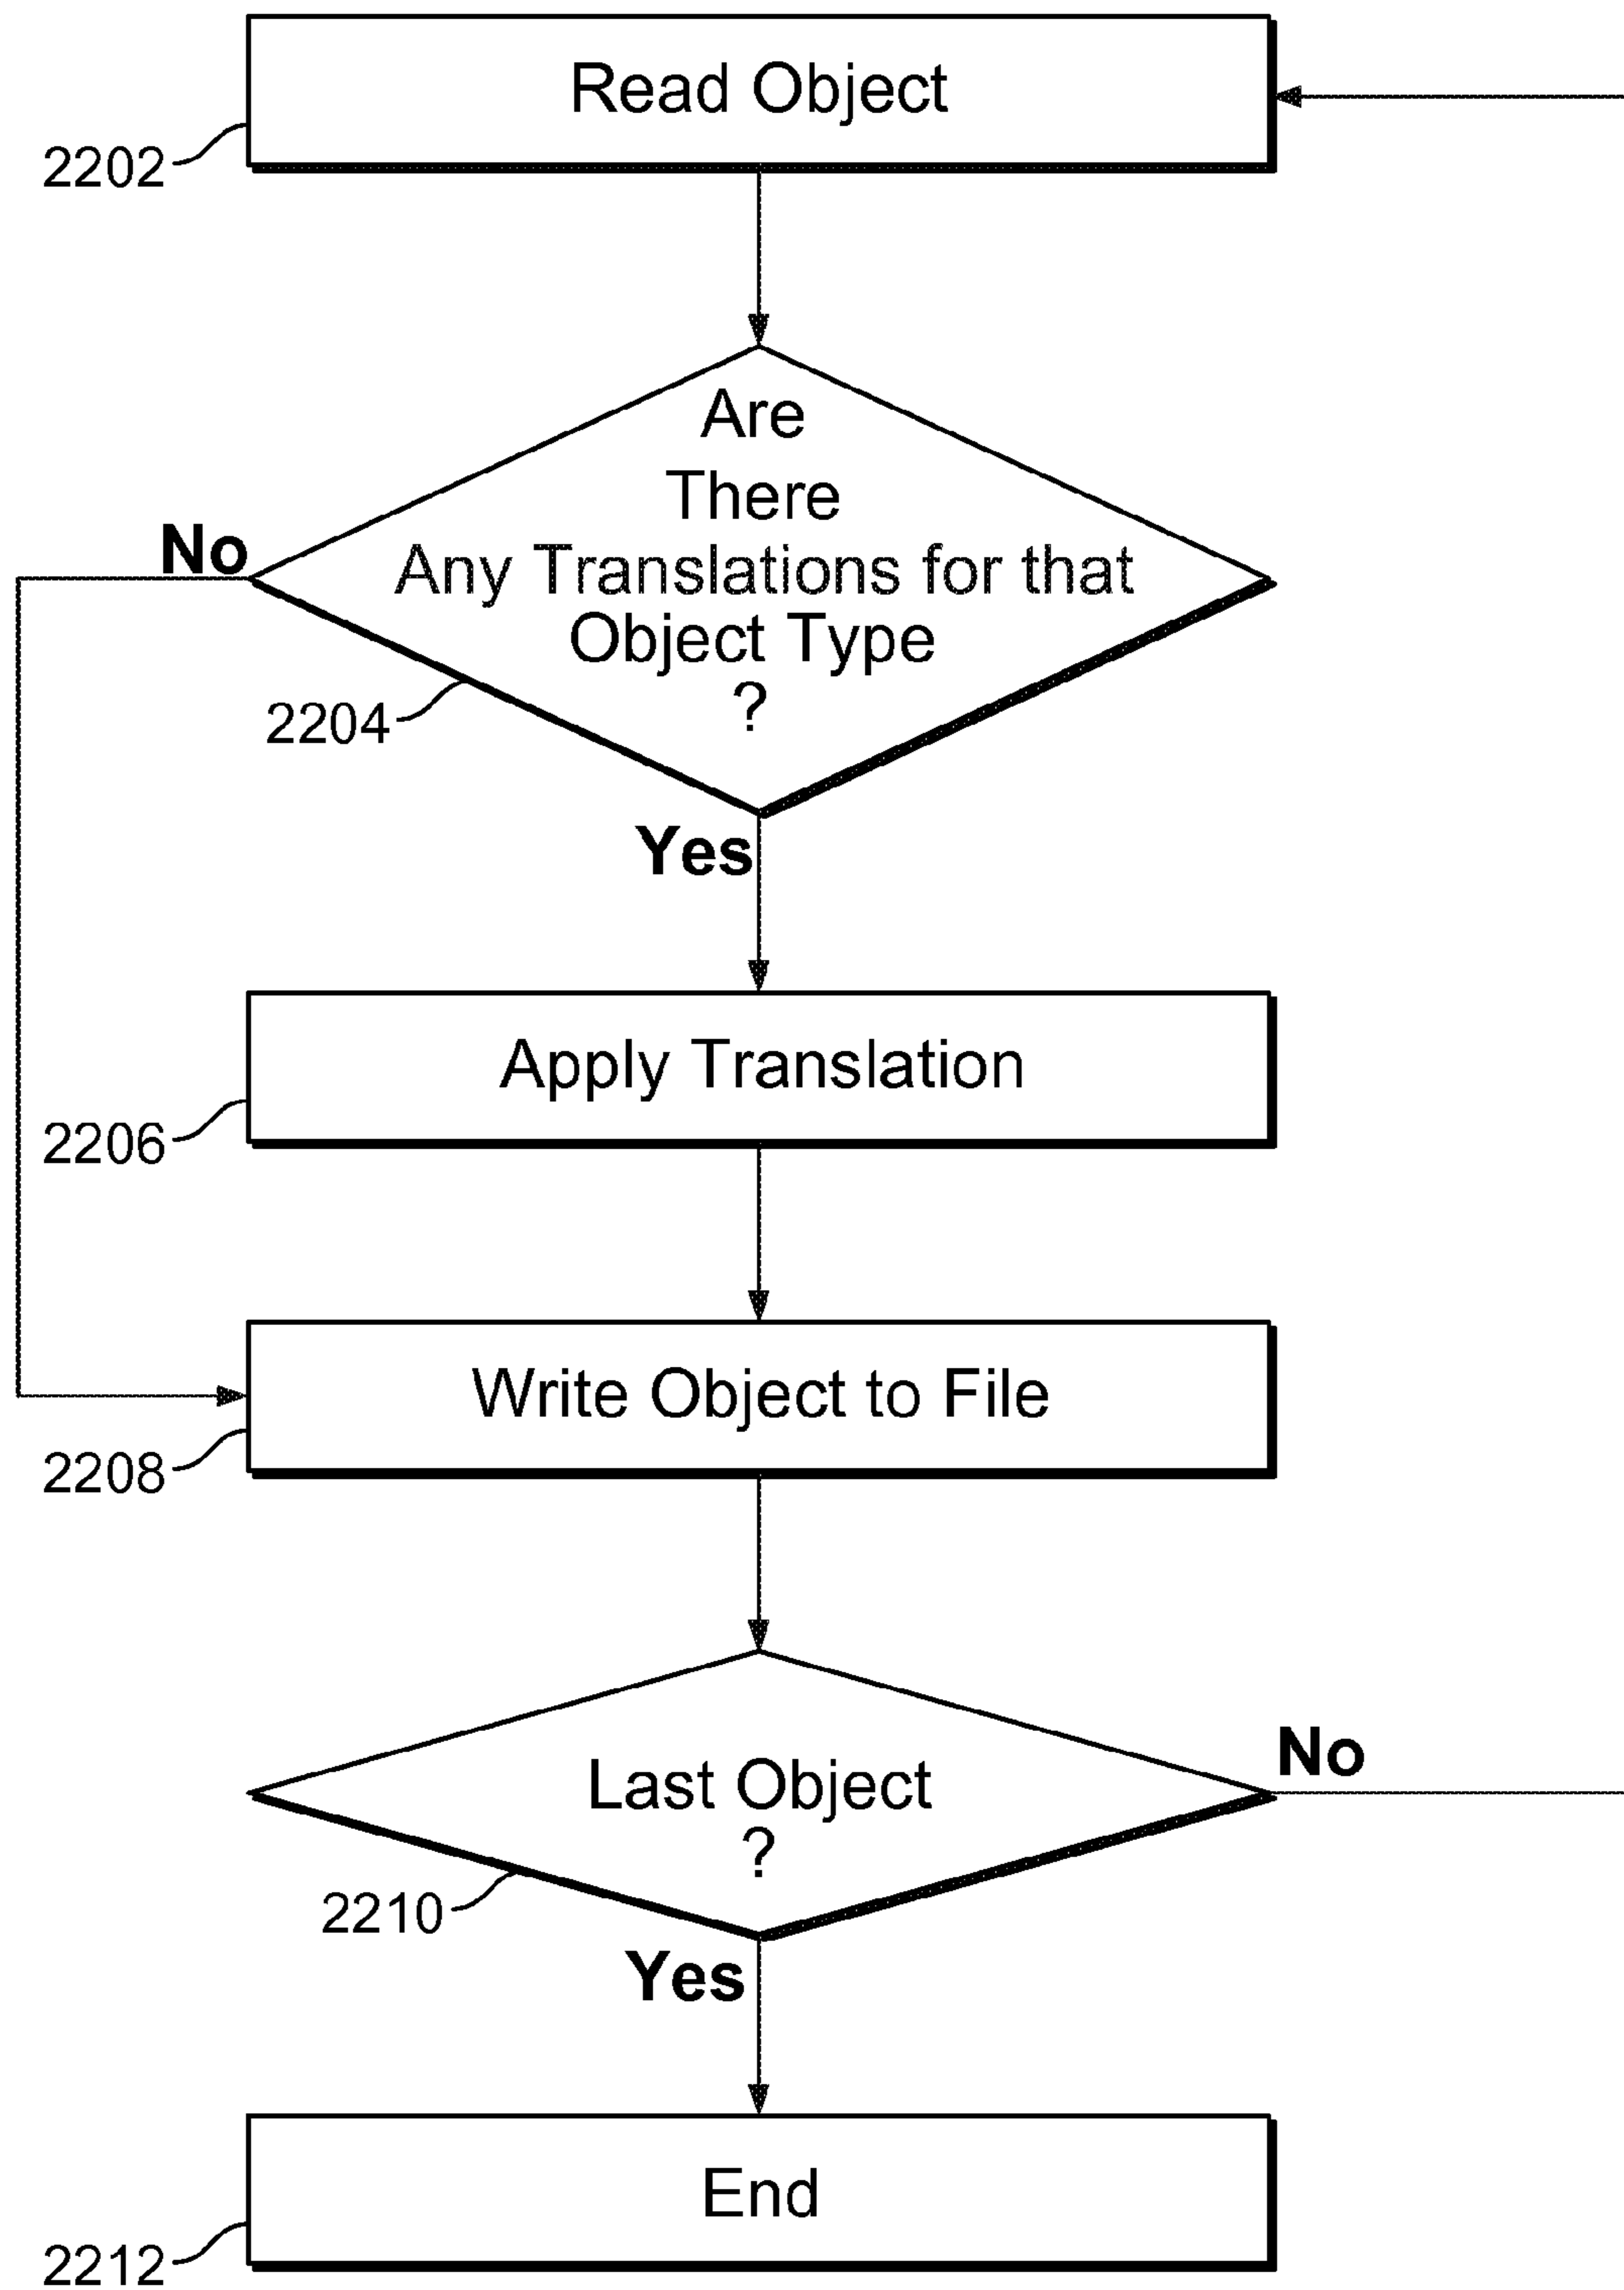 Read Object
2202
Are
There
No
Any Translations for that
Object Type
?
2204
Yes
Apply Translation
2206
Write Object to File
2208
Last Object
?
No
2210
Yes
End
2212